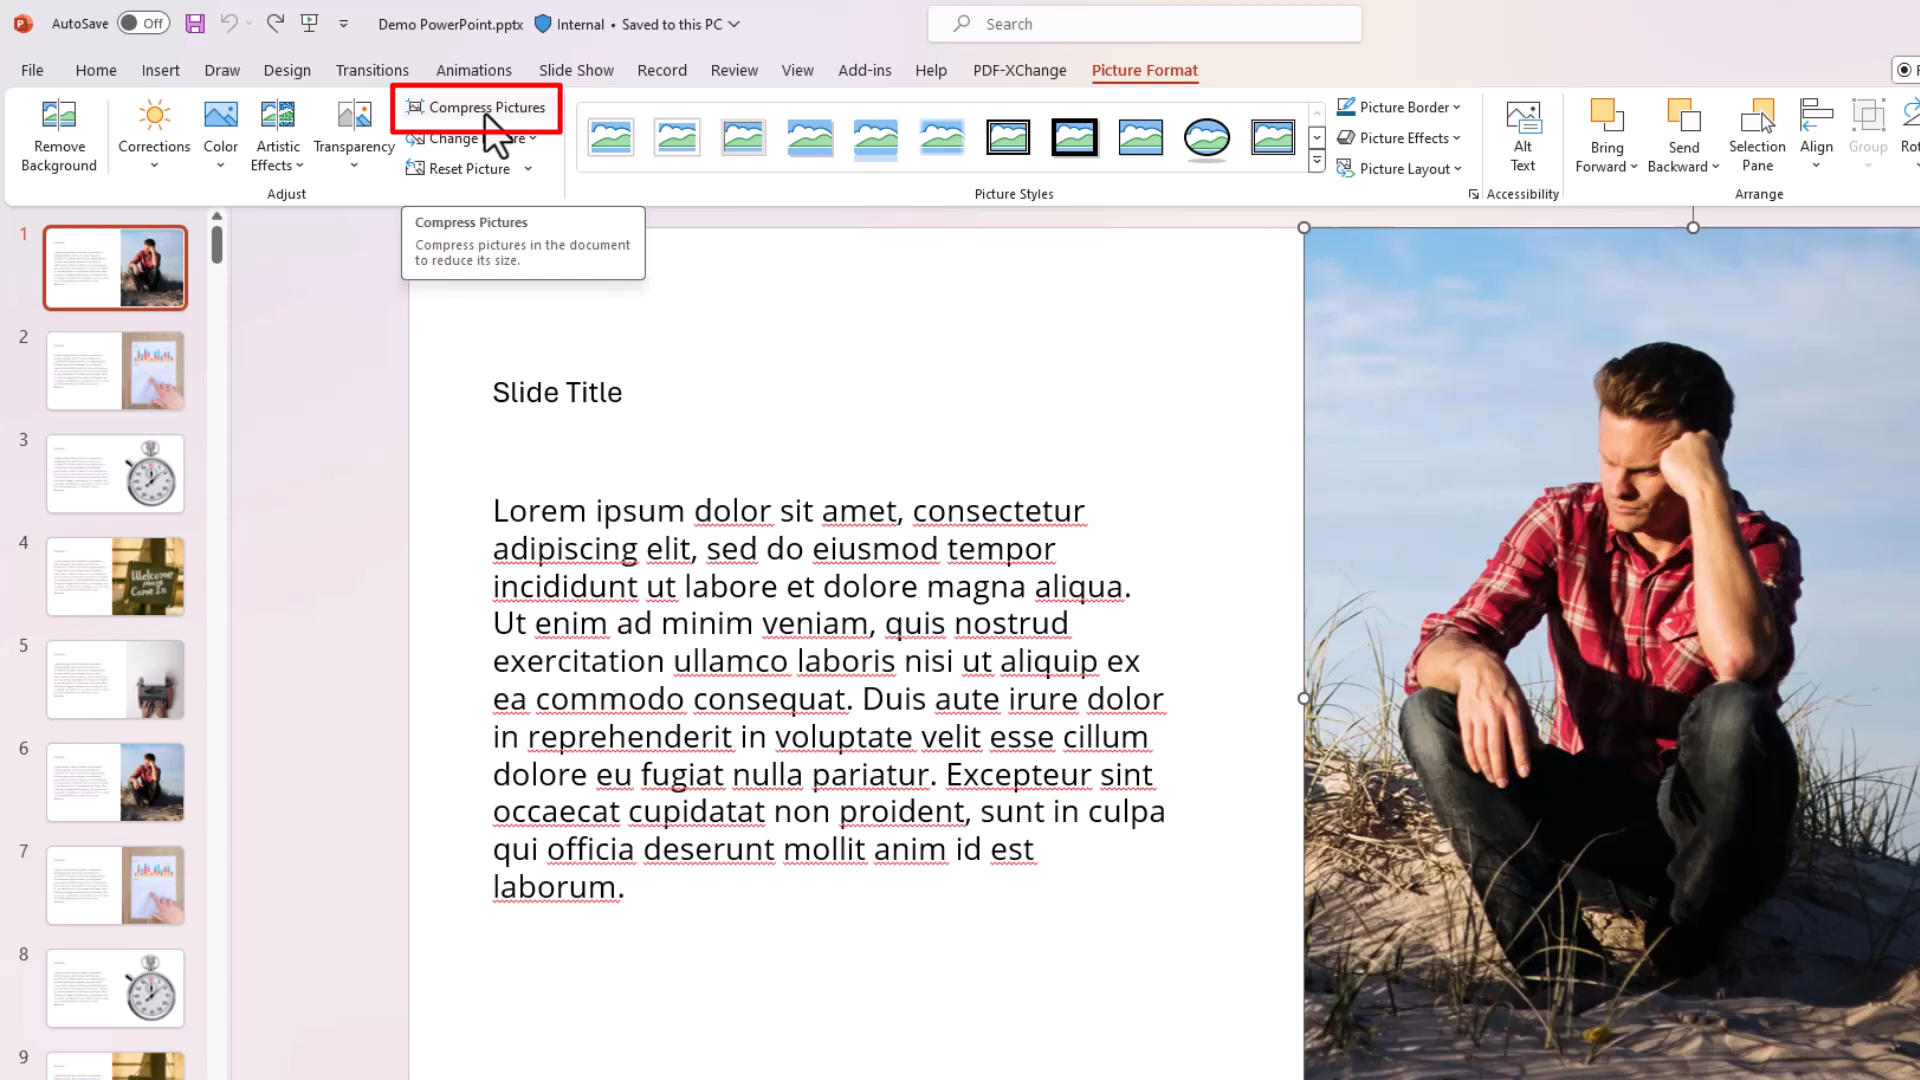 AutoSave Off Demo PowerPoint.pptx Internal • Saved to this PC Search
File Home Insert Draw Design Transitions Animations Slide Show Record Review View Add-ins Help PDF-XChange Picture Format
Remove Background
Corrections
Color
Artistic Effects
Transparency
Compress Pictures
Change
Reset Picture
Adjust
Picture Styles
Picture Border
Picture Effects
Picture Layout
Alt Text
Accessibility
Bring Forward
Send Backward
Selection Pane
Align
Group
Arrange
Compress Pictures
Compress pictures in the document
to reduce its size.
1
2
3
4
Welcome
please
Come In
5
6
7
8
9
Slide Title
Lorem ipsum dolor sit amet, consectetur
adipiscing elit, sed do eiusmod tempor
incididunt ut labore et dolore magna aliqua.
Ut enim ad minim veniam, quis nostrud
exercitation ullamco laboris nisi ut aliquip ex
ea commodo consequat. Duis aute irure dolor
in reprehenderit in voluptate velit esse cillum
dolore eu fugiat nulla pariatur. Excepteur sint
occaecat cupidatat non proident, sunt in culpa
qui officia deserunt mollit anim id est
laborum.